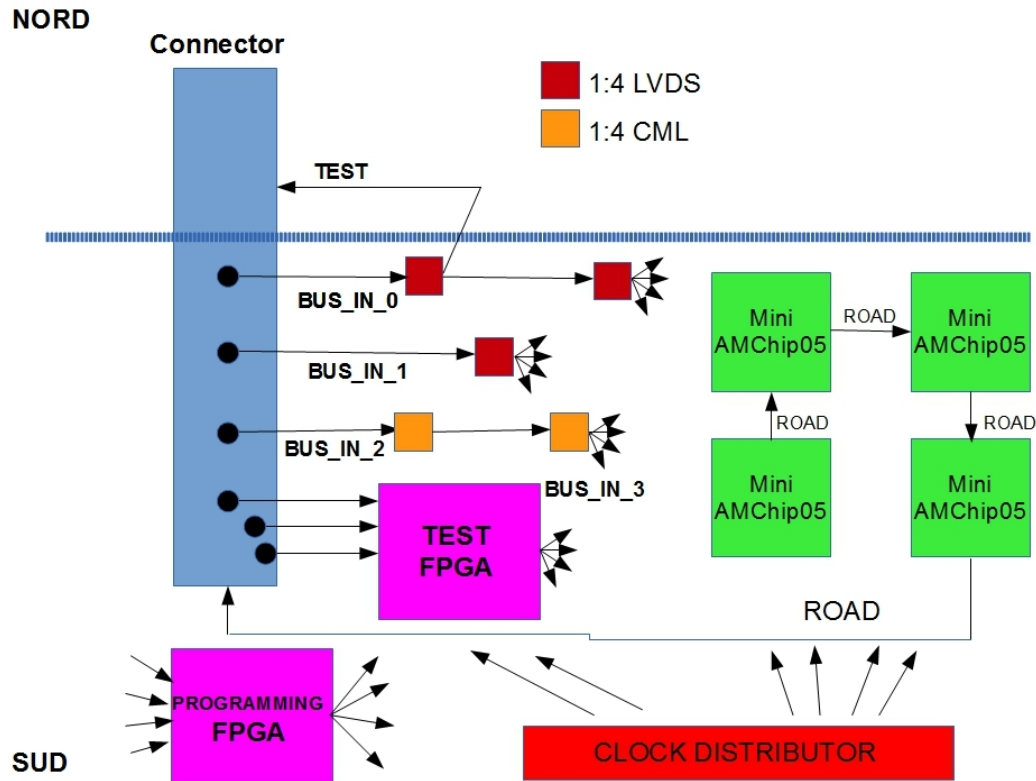 NORD
Connector
1:4 LVDS
1:4 CML
TEST
BUS_IN_0
BUS_IN_1
BUS_IN_2
BUS_IN_3
Mini
AMChip05
ROAD
Mini
AMChip05
ROAD
ROAD
Mini
AMChip05
Mini
AMChip05
TEST
FPGA
ROAD
PROGRAMMING
FPGA
CLOCK DISTRIBUTOR
SUD